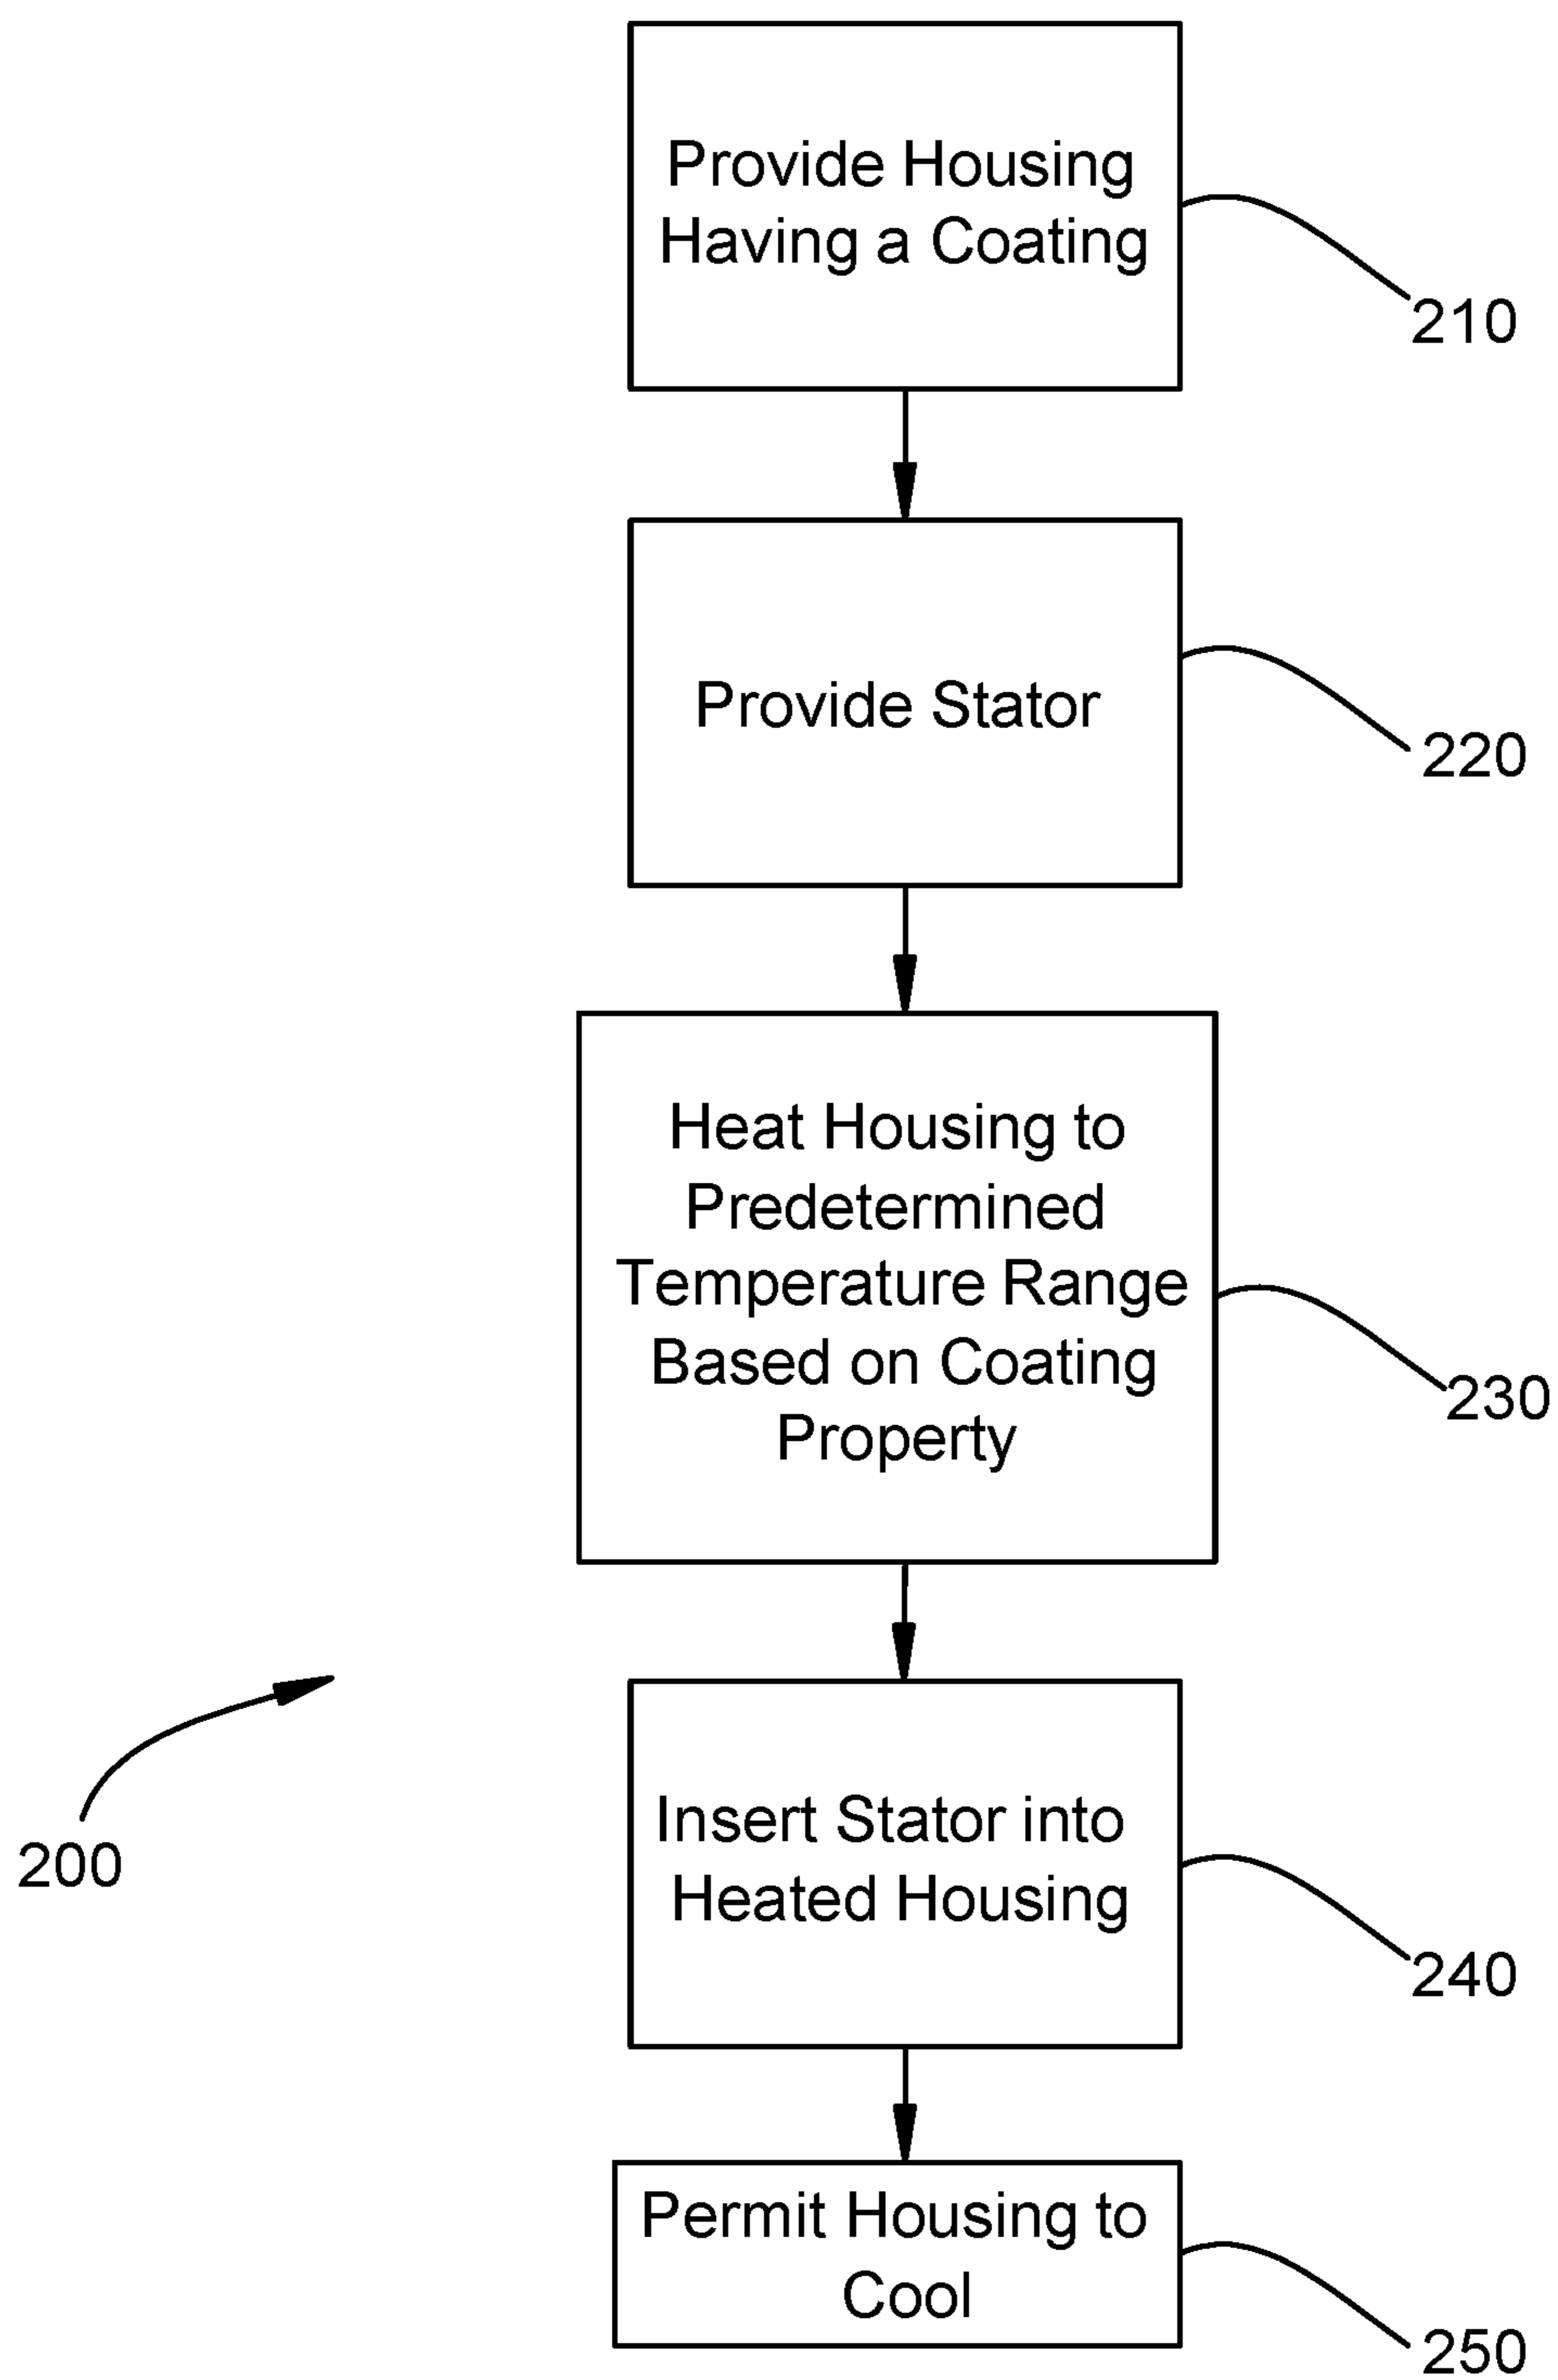 Provide Housing
Having a Coating
210
Provide Stator
220
Heat Housing to
Predetermined
Temperature Range
Based on Coating
Property
230
Insert Stator into
Heated Housing
200
240
Permit Housing to
Cool
250